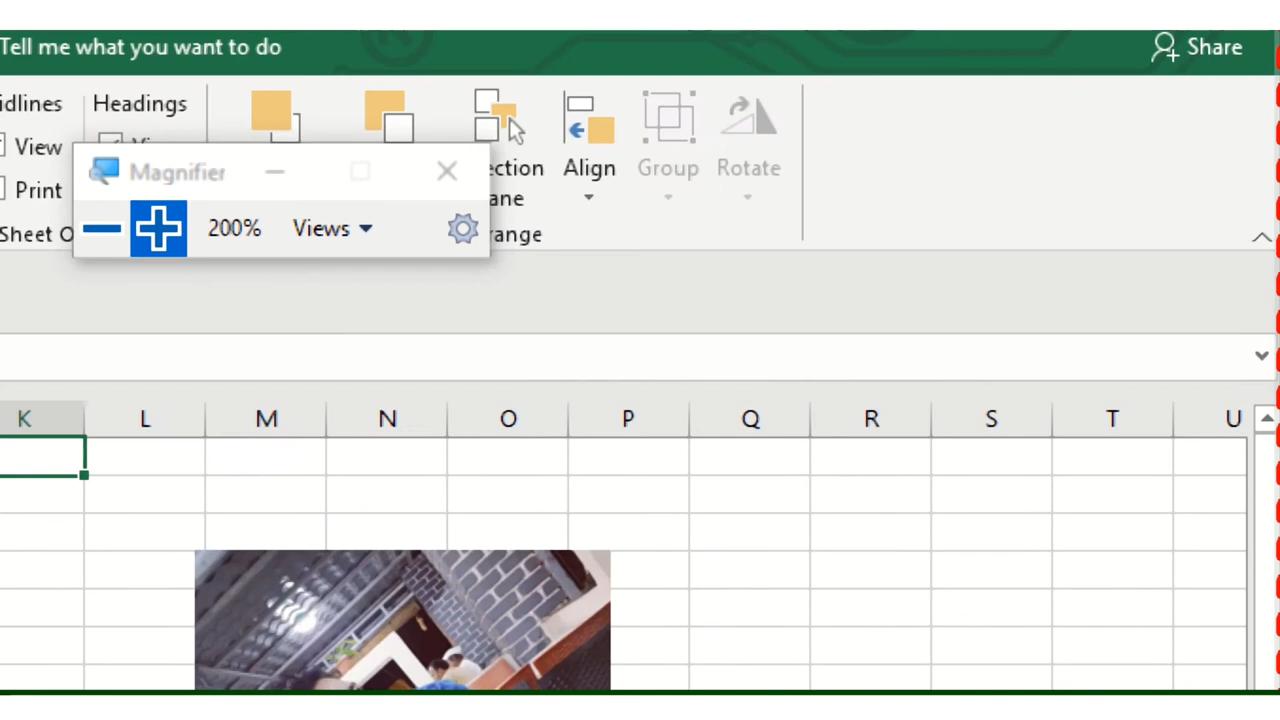 Tell me what you want to do
Share
idlines
Headings
View
Print
Sheet O
Magnifier
200%
Views
ection
ane
Align
Group
Rotate
range
K L M N O P Q R S T U